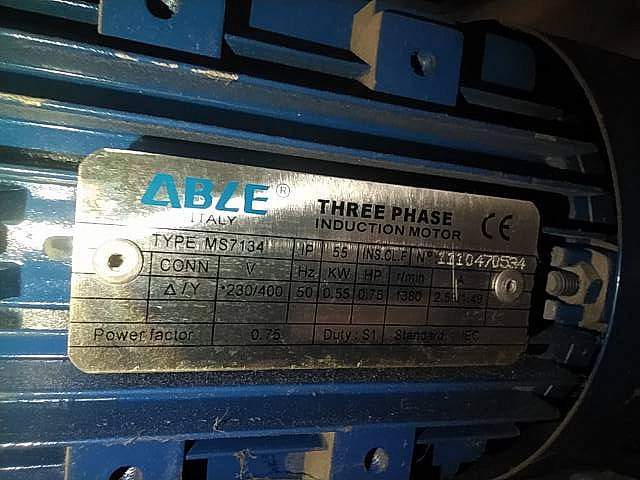 ABLE®
ITALY
THREE PHASE
INDUCTION MOTOR
CE
TYPE MS7134 IP 55 INS.CL.F N° 1110470594
CONN V Hz KW HP r/min A
Δ/Y *230/400 50 0.55 0.75 1380 2.59/1.49
Power factor 0.75 Duty : S1 Standard: IEC